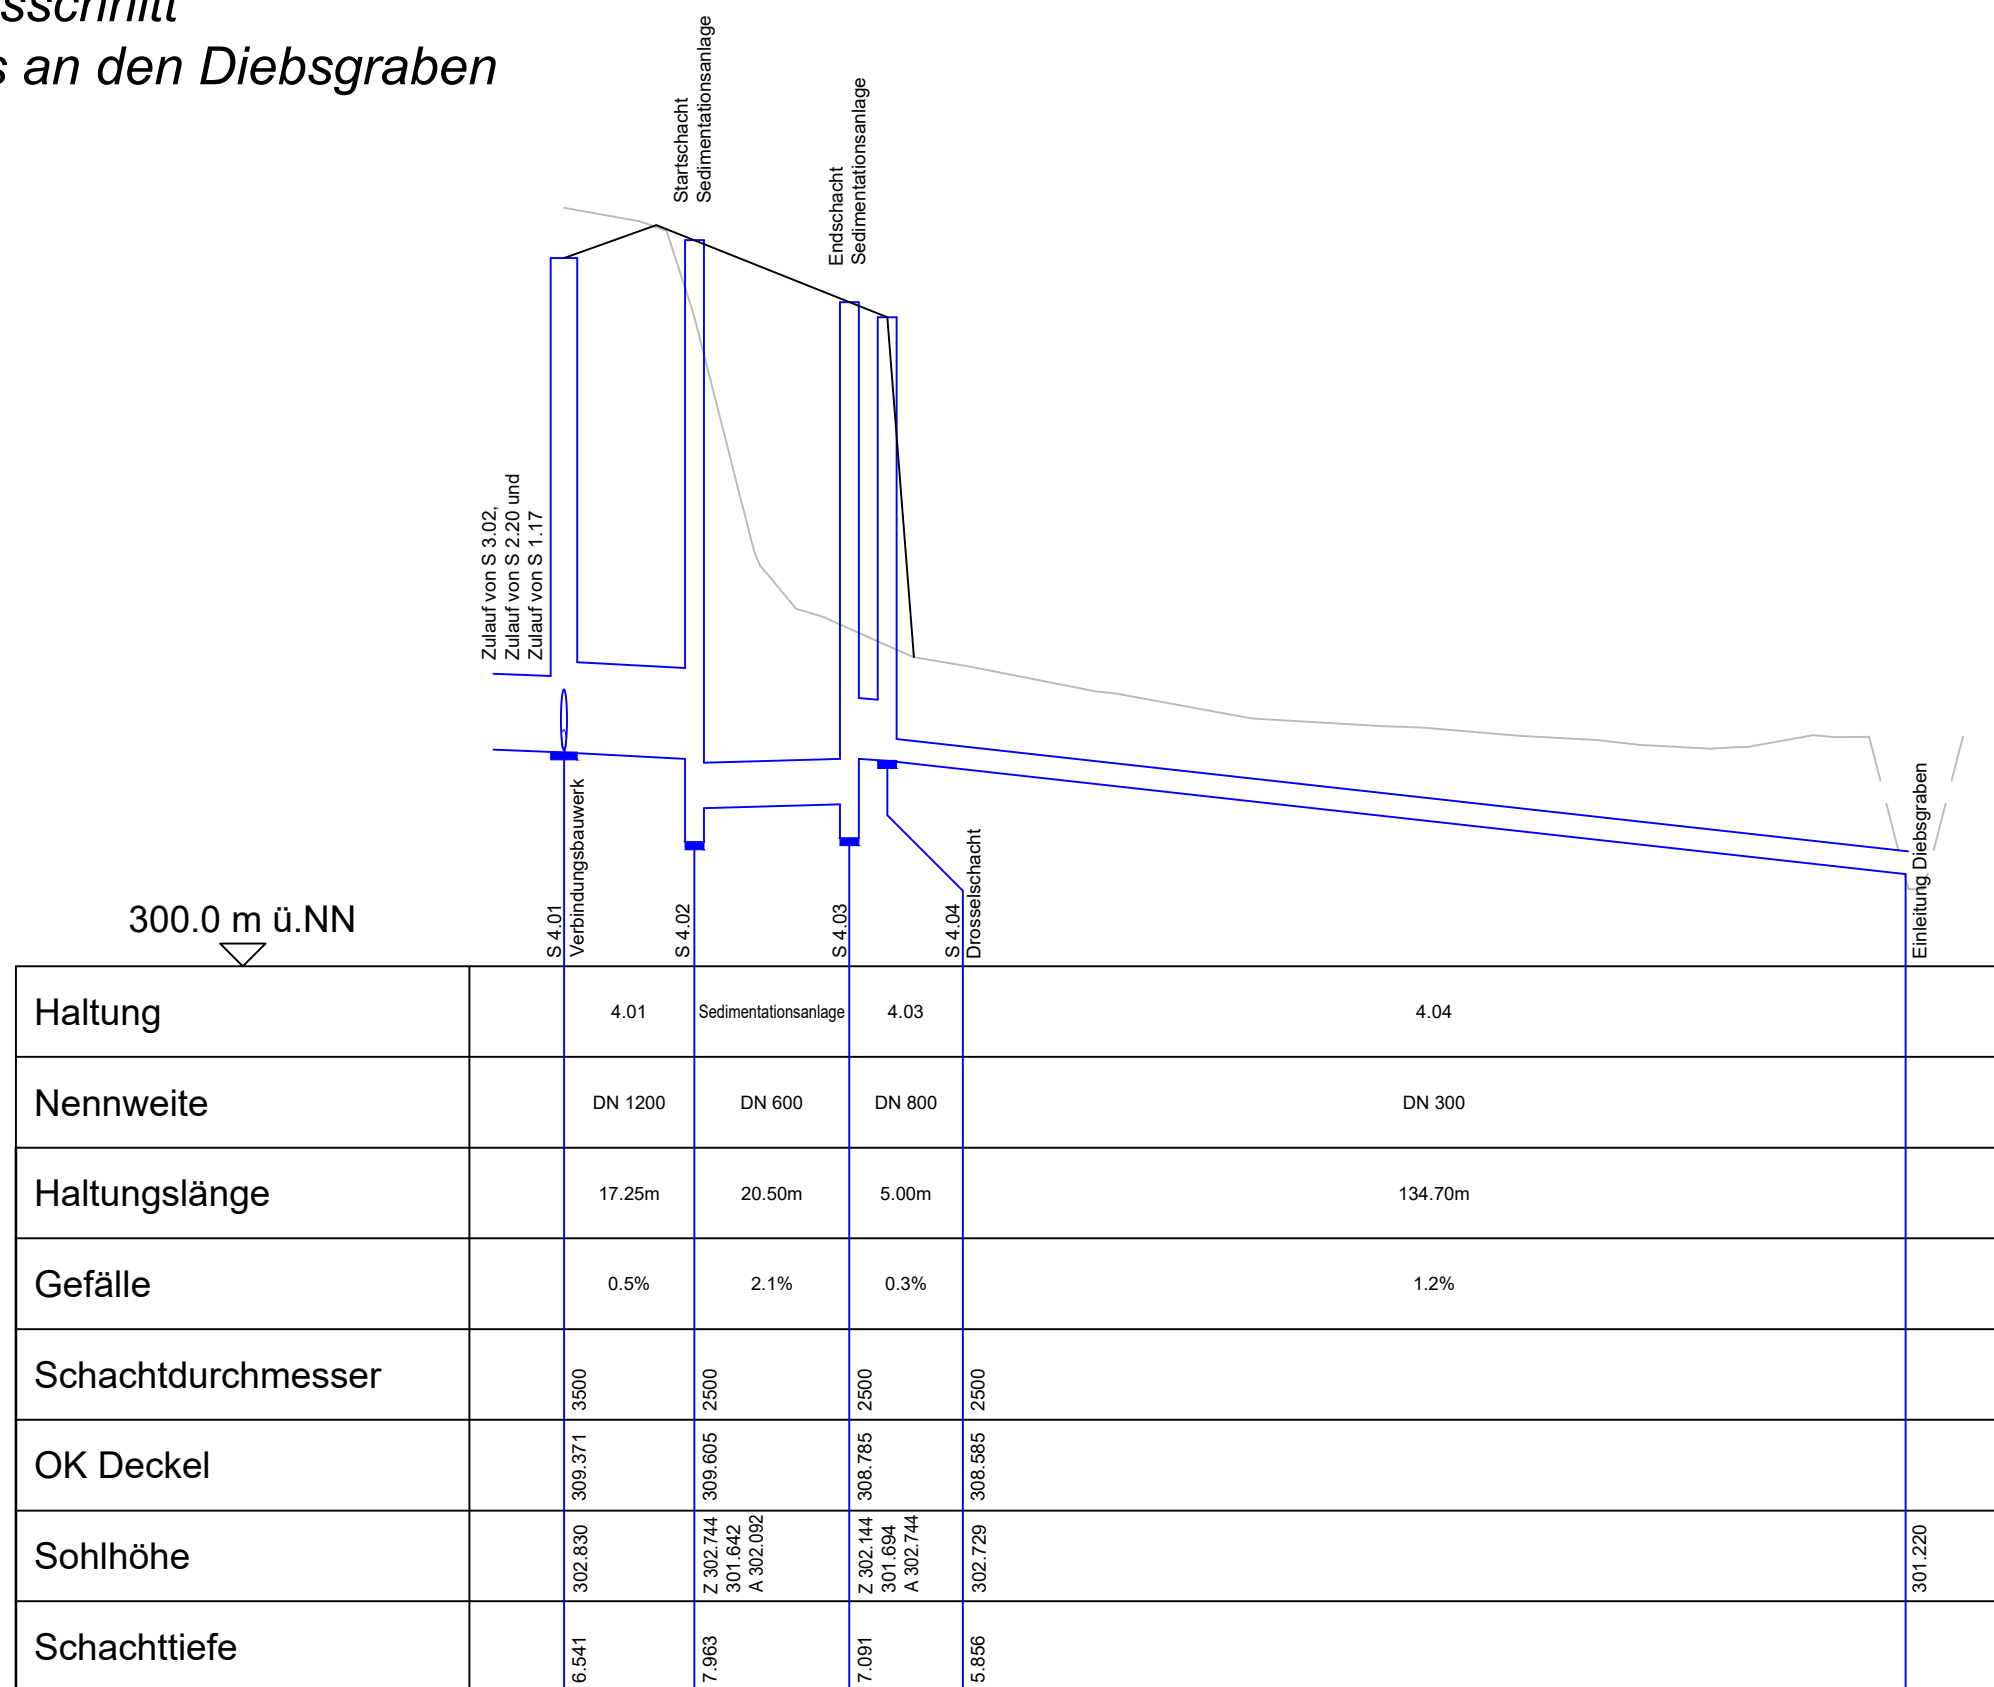 s an den Diebsgraben
Startschacht
Sedimentationsanlage
Endschacht
Sedimentationsanlage
Zulauf von S 3.02,
Zulauf von S 2.20 und
Zulauf von S 1.17
300.0 m ü.NN
S 4.01
Verbindungsbauwerk
S 4.02
S 4.03
S 4.04
Drosselschacht
Einleitung Diebsgraben
Haltung 4.01 Sedimentationsanlage 4.03 4.04
Nennweite DN 1200 DN 600 DN 800 DN 300
Haltungslänge 17.25m 20.50m 5.00m 134.70m
Gefälle 0.5% 2.1% 0.3% 1.2%
Schachtdurchmesser 3500 2500 2500 2500
OK Deckel 309.371 309.605 308.785 308.585
Sohlhöhe
302.830
Z 302.744
301.642
A 302.092
Z 302.144
301.694
A 302.744
302.729
301.220
Schachttiefe 6.541 7.963 7.091 5.856